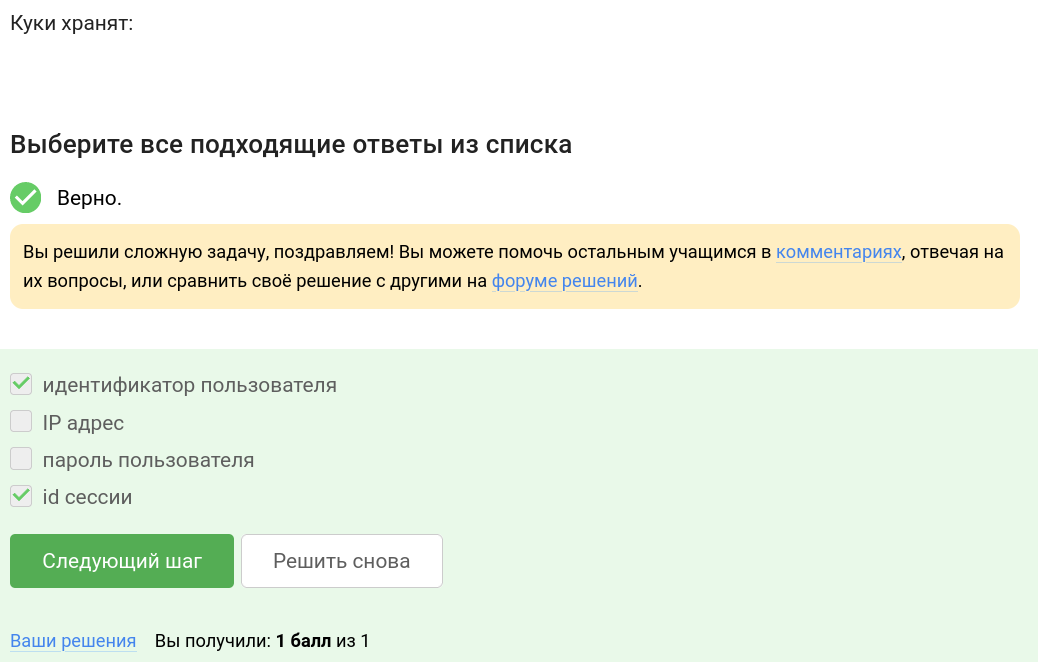 Куки хранят:
Выберите все подходящие ответы из списка
Верно.
Вы решили сложную задачу, поздравляем! Вы можете помочь остальным учащимся в комментариях, отвечая на
их вопросы, или сравнить своё решение с другими на форуме решений.
идентификатор пользователя
IP адрес
пароль пользователя
id сессии
Следующий шаг Решить снова
Ваши решения Вы получили: 1 балл из 1